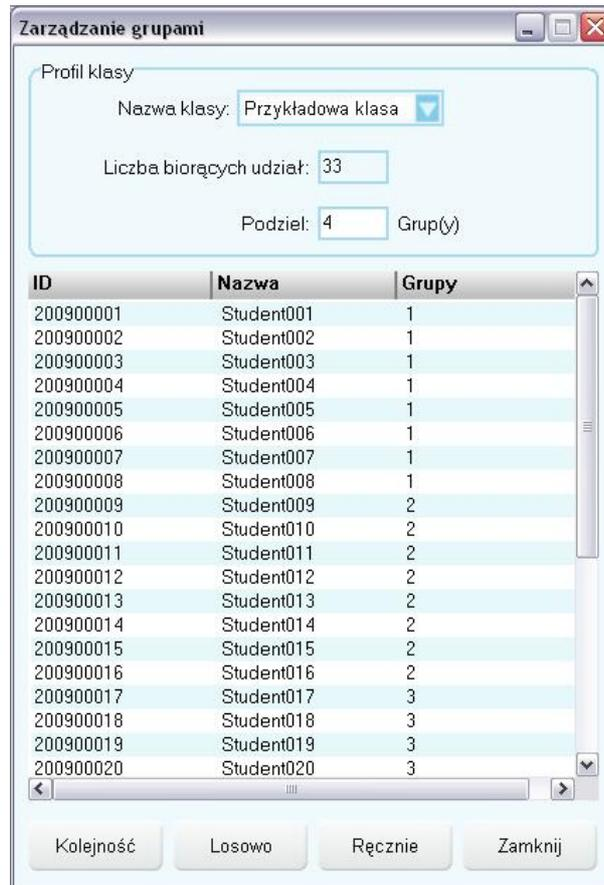 Zarządzanie grupami
Profil klasy
Nazwa klasy: Przykładowa klasa
Liczba biorących udział: 33
Podziel: 4 Grup(y)
ID Nazwa Grupy
200900001 Student001 1
200900002 Student002 1
200900003 Student003 1
200900004 Student004 1
200900005 Student005 1
200900006 Student006 1
200900007 Student007 1
200900008 Student008 1
200900009 Student009 2
200900010 Student010 2
200900011 Student011 2
200900012 Student012 2
200900013 Student013 2
200900014 Student014 2
200900015 Student015 2
200900016 Student016 2
200900017 Student017 3
200900018 Student018 3
200900019 Student019 3
200900020 Student020 3
Kolejność Losowo Ręcznie Zamknij